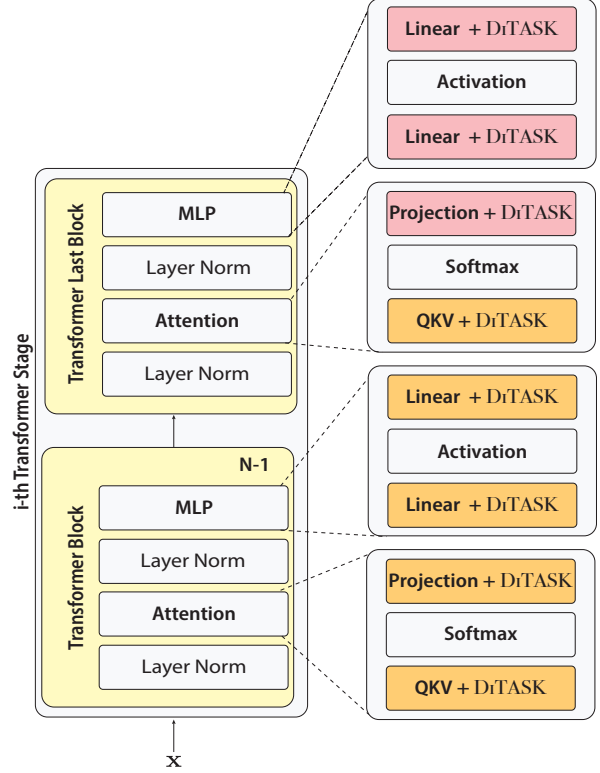 Linear + DiTASK
Activation
Linear + DiTASK
i-th Transformer Stage
Transformer Last Block
MLP
Layer Norm
Attention
Layer Norm
Projection + DiTASK
Softmax
QKV + DiTASK
N-1
Transformer Block
MLP
Layer Norm
Attention
Layer Norm
Linear + DiTASK
Activation
Linear + DiTASK
Projection + DiTASK
Softmax
QKV + DiTASK
x